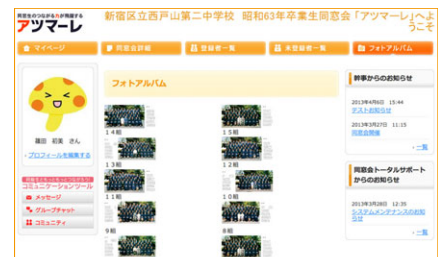 同窓生のつながる力が発揮する
アツマーレ
新宿区立西戸山第二中学校 昭和63年卒業生同窓会「アツマーレ」へようこそ
マイページ
同窓会詳細
登録者一覧
未登録者一覧
フォトアルバム
フォトアルバム
篠田 初美 さん
プロフィールを編集する
コミュニケーションツール
メッセージ
グループチャット
コミュニティ
14組
15組
13組
12組
11組
10組
9組
8組
幹事からのお知らせ
2013年4月6日 15:44
テストお知らせ
2013年3月27日 11:15
同窓会開催
一覧
同窓会トータルサポートからのお知らせ
2013年3月28日 12:35
システムメンテナンスのお知らせ
一覧